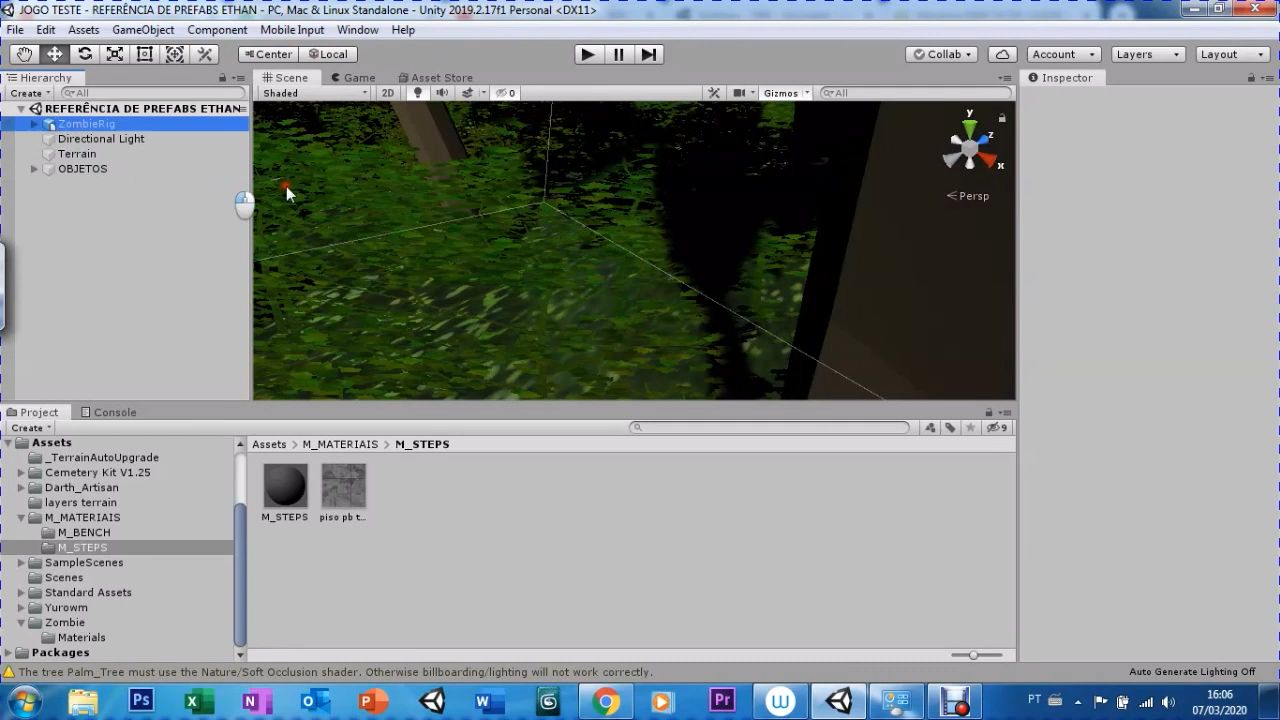 JOGO TESTE - REFERÊNCIA DE PREFABS ETHAN - PC, Mac & Linux Standalone - Unity 2019.2.17f1 Personal <DX11>
File Edit Assets GameObject Component Mobile Input Window Help
Center Local Collab Account Layers Layout
Hierarchy Scene Game Asset Store Inspector
Create All Shaded 2D 0 Gizmos All
REFERÊNCIA DE PREFABS ETHAN
ZombieRig
Directional Light
Terrain
OBJETOS
y
z
x
Persp
Project Console
Create 9
Assets
_TerrainAutoUpgrade
Cemetery Kit V1.25
Darth_Artisan
layers terrain
M_MATERIAIS
M_BENCH
M_STEPS
SampleScenes
Scenes
Standard Assets
Yurowm
Zombie
Materials
Packages
Assets > M_MATERIAIS > M_STEPS
M_STEPS piso pb t...
The tree Palm_Tree must use the Nature/Soft Occlusion shader. Otherwise billboarding/lighting will not work correctly.
Auto Generate Lighting Off
Ps X N O P W Pr W
PT 16:06
07/03/2020